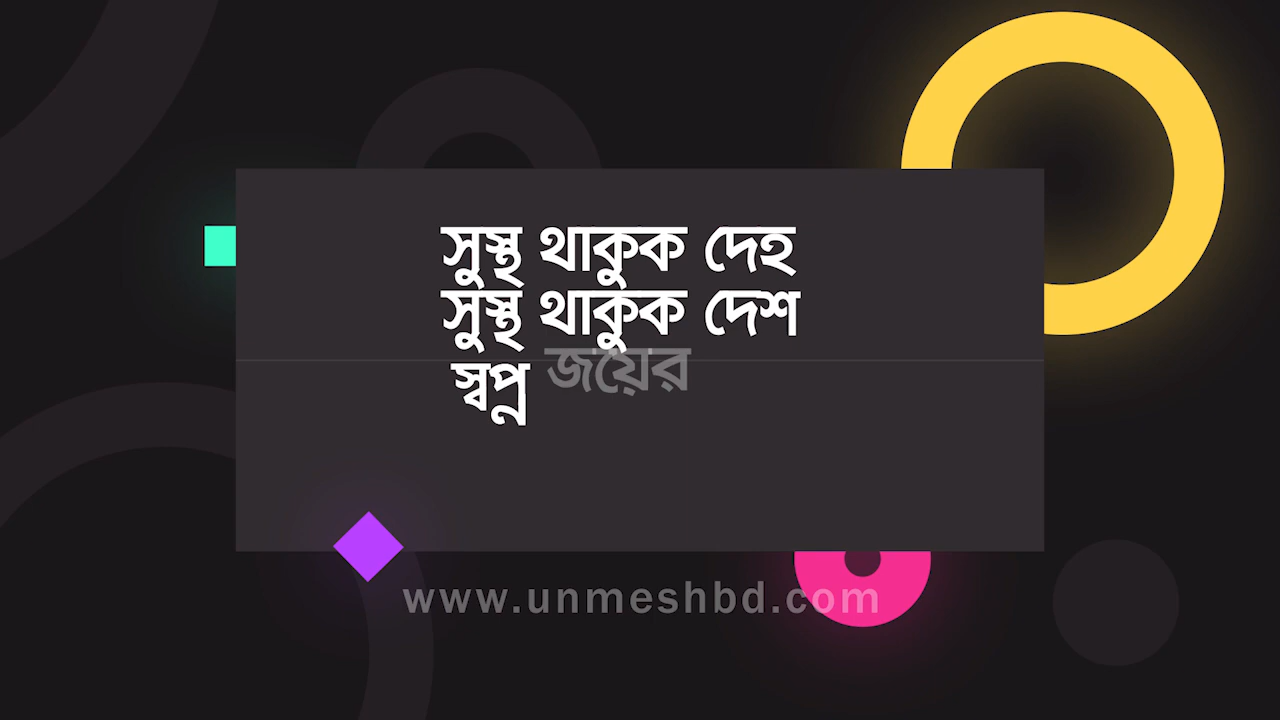 সুস্থ থাকুক দেহ
সুস্থ থাকুক দেশ
স্বপ্ন জয়ের
www.unmeshbd.com